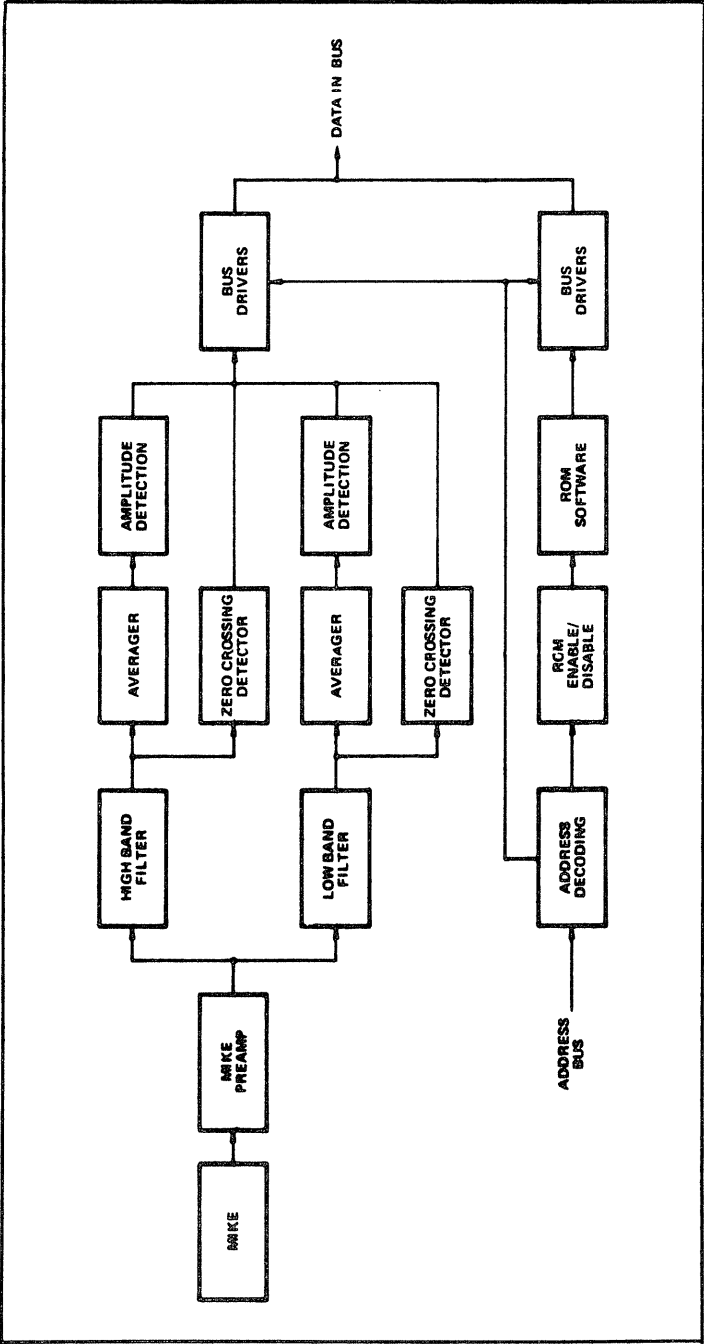 MIKE
MIKE
PREAMP
HIGH BAND
FILTER
AVERAGER
AMPLITUDE
DETECTION
ZERO CROSSING
DETECTOR
LOW BAND
FILTER
AVERAGER
AMPLITUDE
DETECTION
ZERO CROSSING
DETECTOR
BUS
DRIVERS
DATA IN BUS
ADDRESS
BUS
ADDRESS
DECODING
ROM
ENABLE/
DISABLE
ROM
SOFTWARE
BUS
DRIVERS